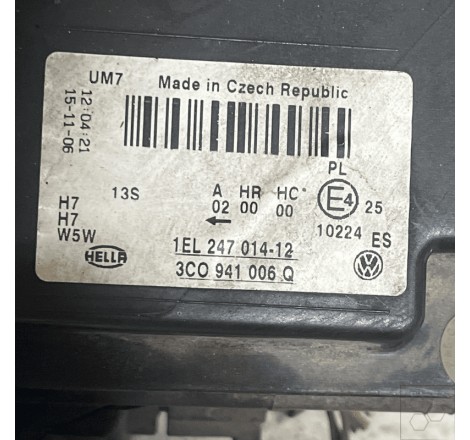 UM7 Made in Czech Republic
12:04:21
15-11-06
PL
13S
A HR HC*
02 00 00
E4 25
10224 ES
H7
H7
W5W
HELLA
1EL 247 014-12
3C0 941 006 Q
VW